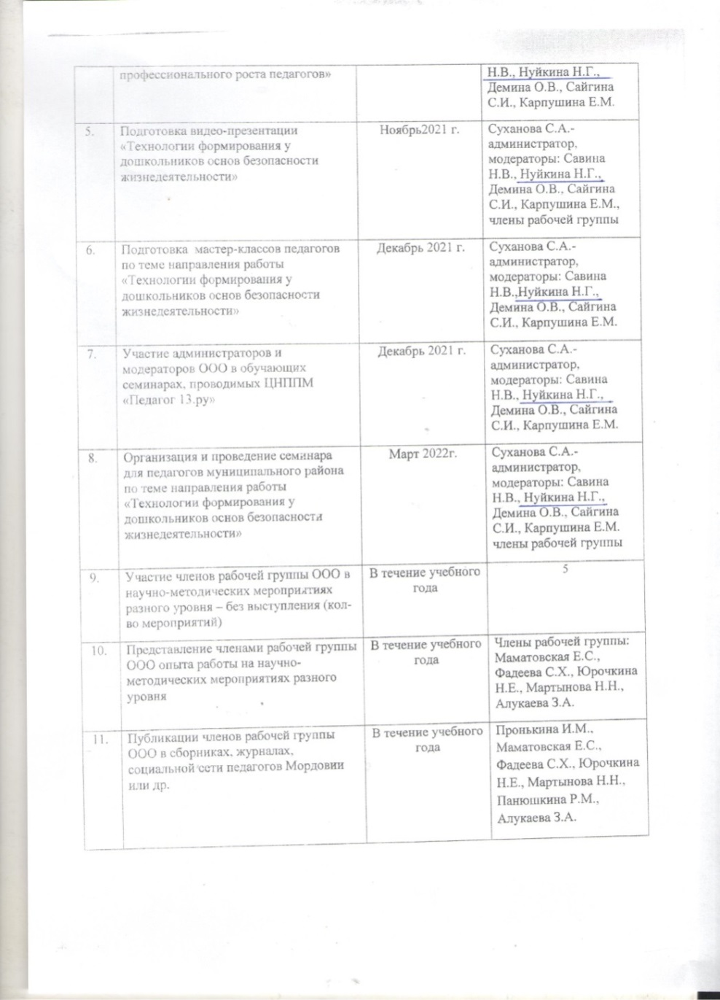 профессионального роста педагогов»
Н.В., Нуйкина Н.Г.,
Демина О.В., Сайгина
С.И., Карпушина Е.М.
5.
Подготовка видео-презентации
«Технологии формирования у
дошкольников основ безопасности
жизнедеятельности»
Ноябрь2021 г.
Суханова С.А.-
администратор,
модераторы: Савина
Н.В., Нуйкина Н.Г.,
Демина О.В., Сайгина
С.И., Карпушина Е.М.,
члены рабочей группы
6.
Подготовка мастер-классов педагогов
по теме направления работы
«Технологии формирования у
дошкольников основ безопасности
жизнедеятельности»
Декабрь 2021 г.
Суханова С.А.-
администратор,
модераторы: Савина
Н.В.,Нуйкина Н.Г.,
Демина О.В., Сайгина
С.И., Карпушина Е.М.
7.
Участие администраторов и
модераторов ООО в обучающих
семинарах, проводимых ЦНППМ
«Педагог 13.ру»
Декабрь 2021 г.
Суханова С.А.-
администратор,
модераторы: Савина
Н.В., Нуйкина Н.Г.,
Демина О.В., Сайгина
С.И., Карпушина Е.М.
8.
Организация и проведение семинара
для педагогов муниципального района
по теме направления работы
«Технологии формирования у
дошкольников основ безопасности
жизнедеятельности»
Март 2022г.
Суханова С.А.-
администратор,
модераторы: Савина
Н.В., Нуйкина Н.Г.,
Демина О.В., Сайгина
С.И., Карпушина Е.М.
члены рабочей группы
9.
Участие членов рабочей группы ООО в
научно-методических мероприятиях
разного уровня – без выступления (кол-
во мероприятий)
В течение учебного
года
5
10.
Представление членами рабочей группы
ООО опыта работы на научно-
методических мероприятиях разного
уровня
В течение учебного
года
Члены рабочей группы:
Маматовская Е.С.,
Фадеева С.Х., Юрочкина
Н.Е., Мартынова Н.Н.,
Алукаева З.А.
11.
Публикации членов рабочей группы
ООО в сборниках, журналах,
социальной сети педагогов Мордовии
или др.
В течение учебного
года
Пронькина И.М.,
Маматовская Е.С.,
Фадеева С.Х., Юрочкина
Н.Е., Мартынова Н.Н.,
Панюшкина Р.М.,
Алукаева З.А.